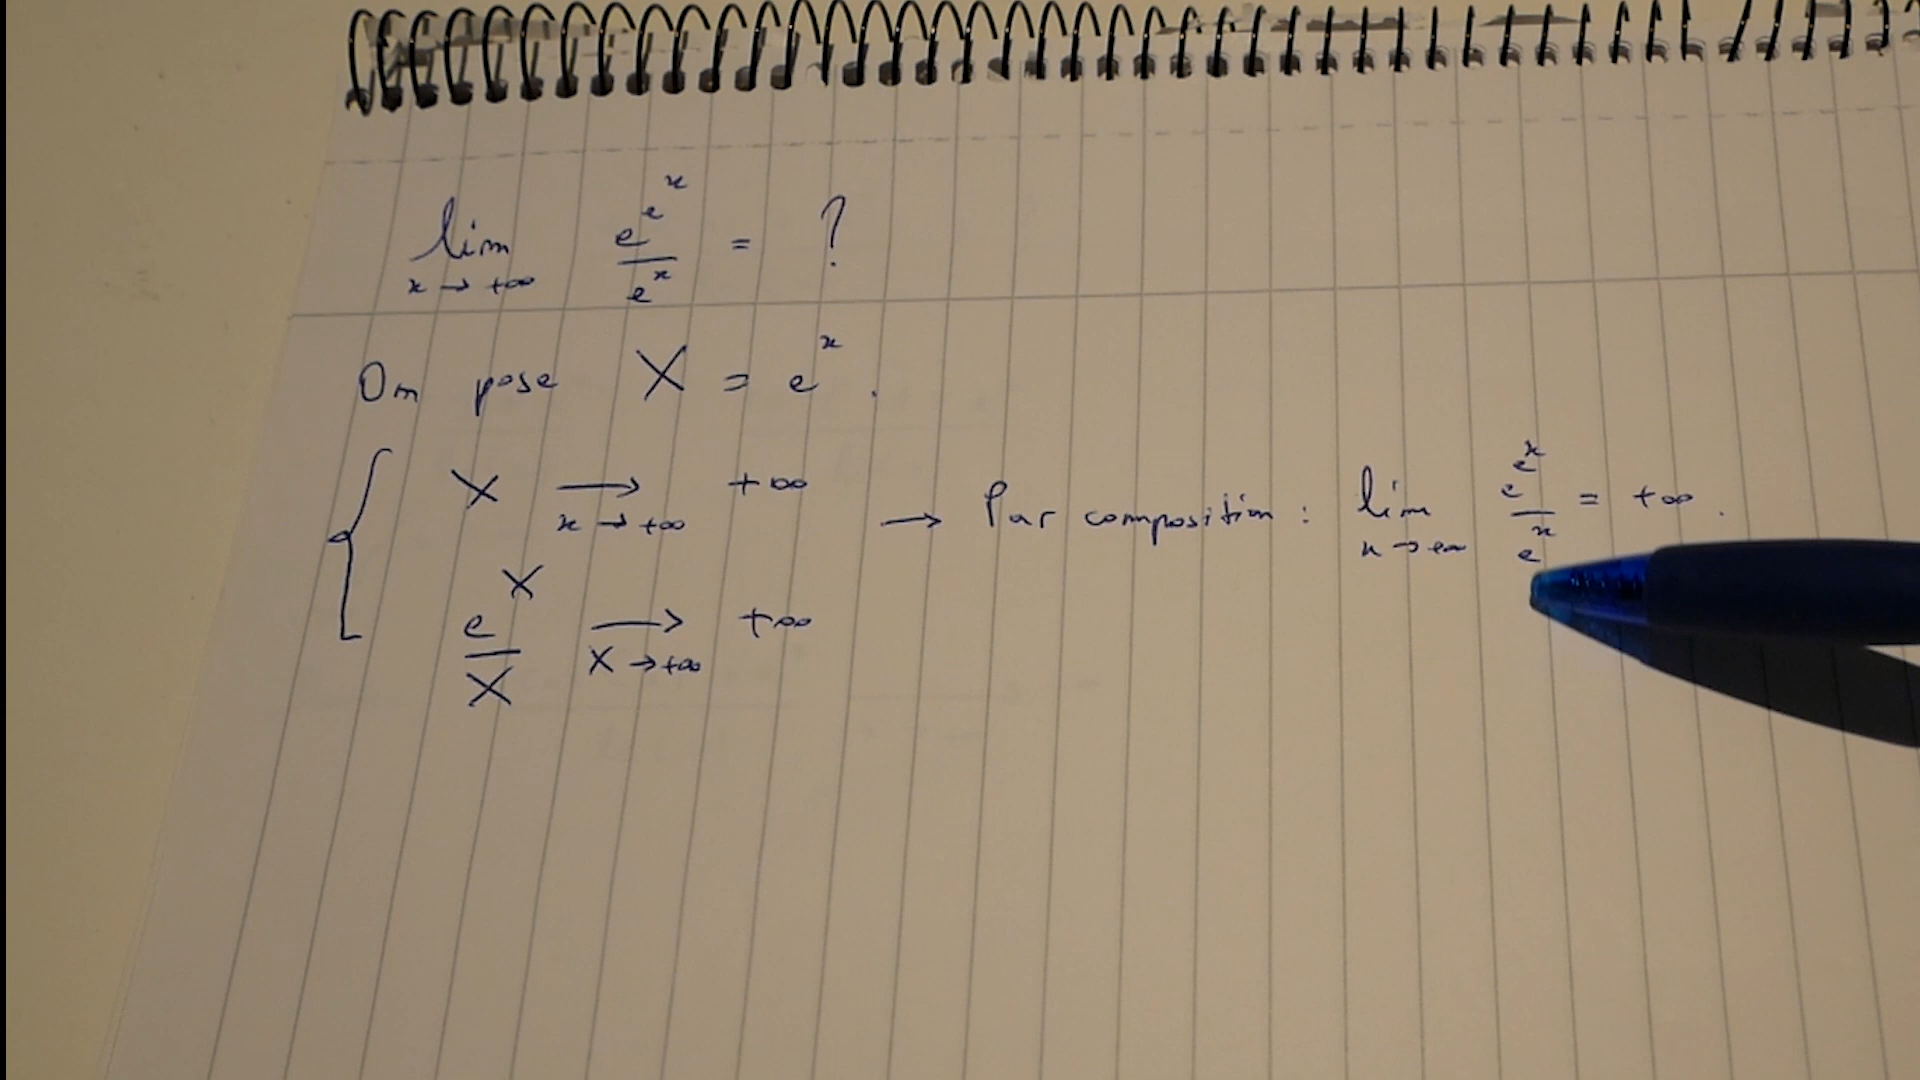 lim x → +∞ e^{e^x} / e^x = ?
On pose X = e^x.
{ X ⟶ x → +∞ +∞
e^X / X ⟶ X → +∞ +∞
→ Par composition : lim x → +∞ e^{e^x} / e^x = +∞.